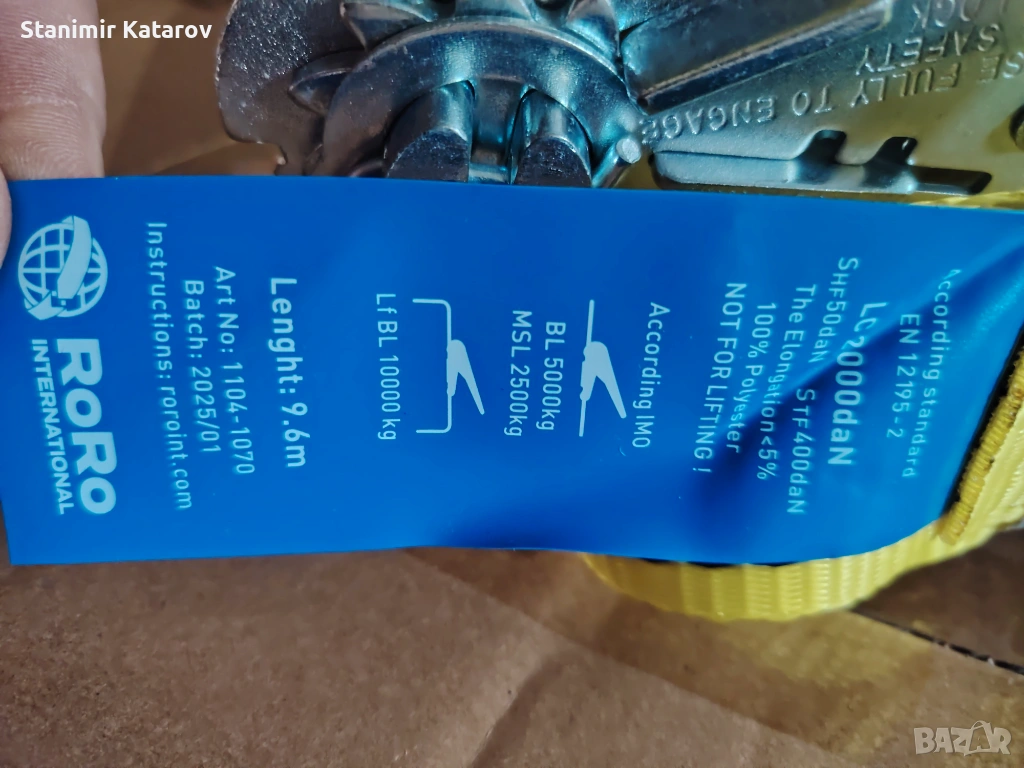 Stanimir Katarov
CLOSE FULLY TO ENGAGE
SAFETY
LOCK
According standard
EN 12195-2
LC 2000daN
SHF50daN STF400daN
The Elongation<5%
100% Polyester
NOT FOR LIFTING!
According IMO
BL 5000kg
MSL 2500kg
LfBL 10000kg
Lenght: 9.6m
Art No: 1104-1070
Batch: 2025/01
Instructions: roroint.com
RORO
INTERNATIONAL
BAZAR